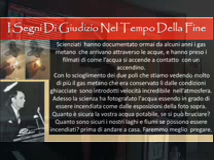 I Segni Di Giudizio Nel Tempo Della Fine
Scienziati hanno documentato ormai da alcuni anni i gas
metano che arrivano attraverso le acque, e hanno preso i
filmati di come l'acqua si accende a contatto con un
accendino.
Con lo scioglimento dei due poli che stiamo vedendo molto
di più il gas metano che era conservato lì dalle condizioni
ghiacciate sono introdotti velocità incredibile nell'atmosfera.
Adesso la scienza ha fotografato l'acqua essendo in grado di
essere incendiata come dalle esposizioni della foto sopra.
Quanto è sicura la vostra acqua potabile, se si può bruciare?
Quanto sono sicuri i nostri laghi e fiumi se possono essere
incendiati? prima di andare a casa. Faremmo meglio pregare.